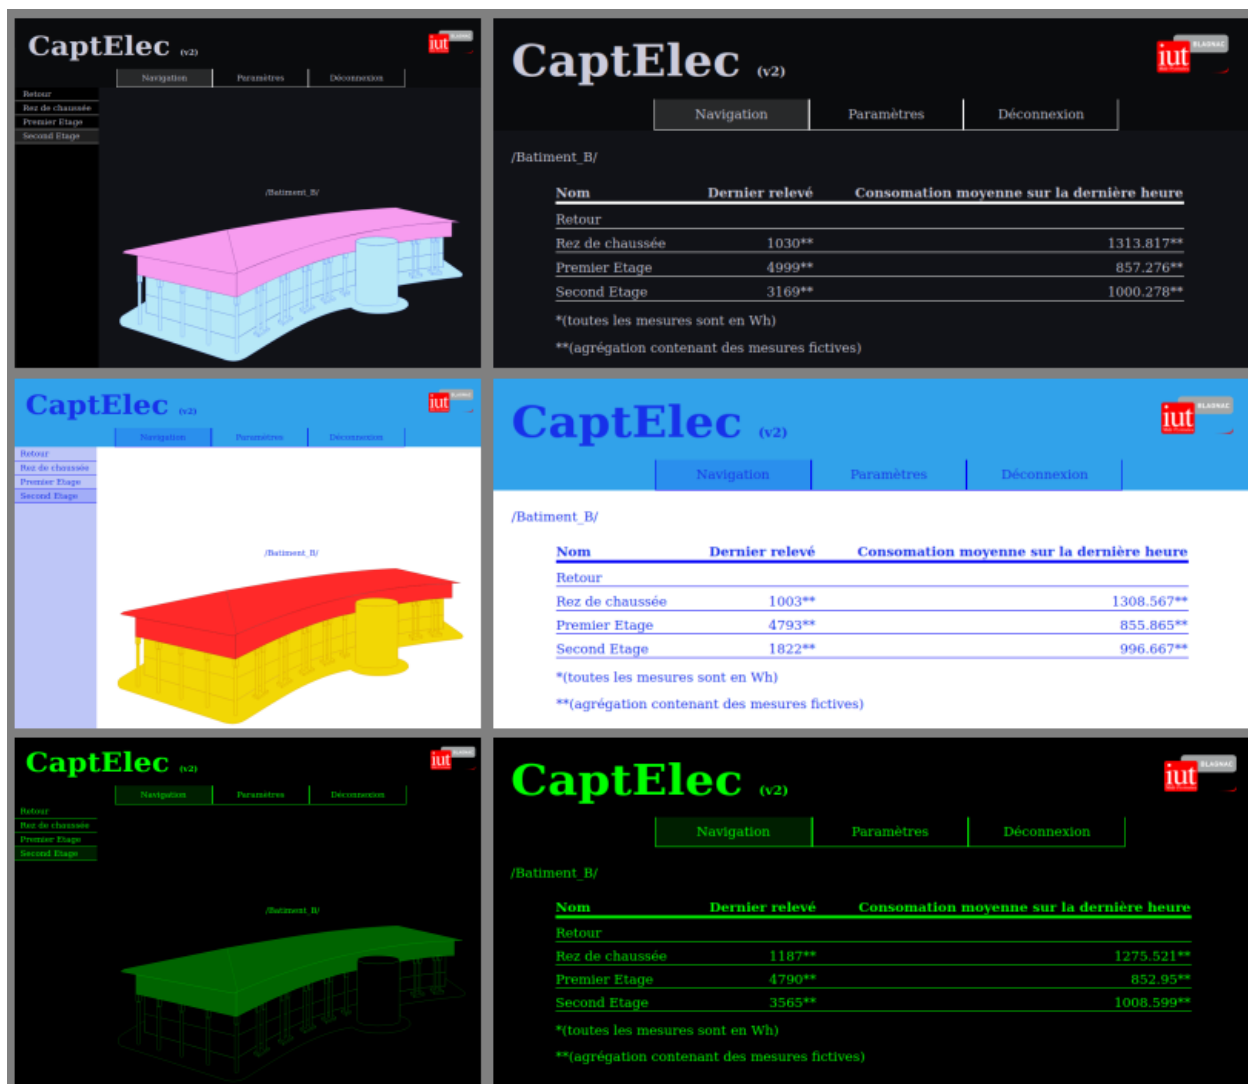 CaptElec (v2)
iut BLAGNAC
Navigation Paramètres Déconnexion
Retour
Rez de chaussée
Premier Etage
Second Etage
/Batiment_B/
CaptElec (v2)
iut BLAGNAC
Navigation Paramètres Déconnexion
/Batiment_B/
Nom Dernier relevé Consomation moyenne sur la dernière heure
Retour
Rez de chaussée 1030** 1313.817**
Premier Etage 4999** 857.276**
Second Etage 3169** 1000.278**
*(toutes les mesures sont en Wh)
**(agrégation contenant des mesures fictives)
CaptElec (v2)
iut BLAGNAC
Navigation Paramètres Déconnexion
Retour
Rez de chaussée
Premier Etage
Second Etage
/Batiment_B/
CaptElec (v2)
iut BLAGNAC
Navigation Paramètres Déconnexion
/Batiment_B/
Nom Dernier relevé Consomation moyenne sur la dernière heure
Retour
Rez de chaussée 1003** 1308.567**
Premier Etage 4793** 855.865**
Second Etage 1822** 996.667**
*(toutes les mesures sont en Wh)
**(agrégation contenant des mesures fictives)
CaptElec (v2)
iut BLAGNAC
Navigation Paramètres Déconnexion
Retour
Rez de chaussée
Premier Etage
Second Etage
/Batiment_B/
CaptElec (v2)
iut BLAGNAC
Navigation Paramètres Déconnexion
/Batiment_B/
Nom Dernier relevé Consomation moyenne sur la dernière heure
Retour
Rez de chaussée 1187** 1275.521**
Premier Etage 4790** 852.95**
Second Etage 3565** 1008.599**
*(toutes les mesures sont en Wh)
**(agrégation contenant des mesures fictives)